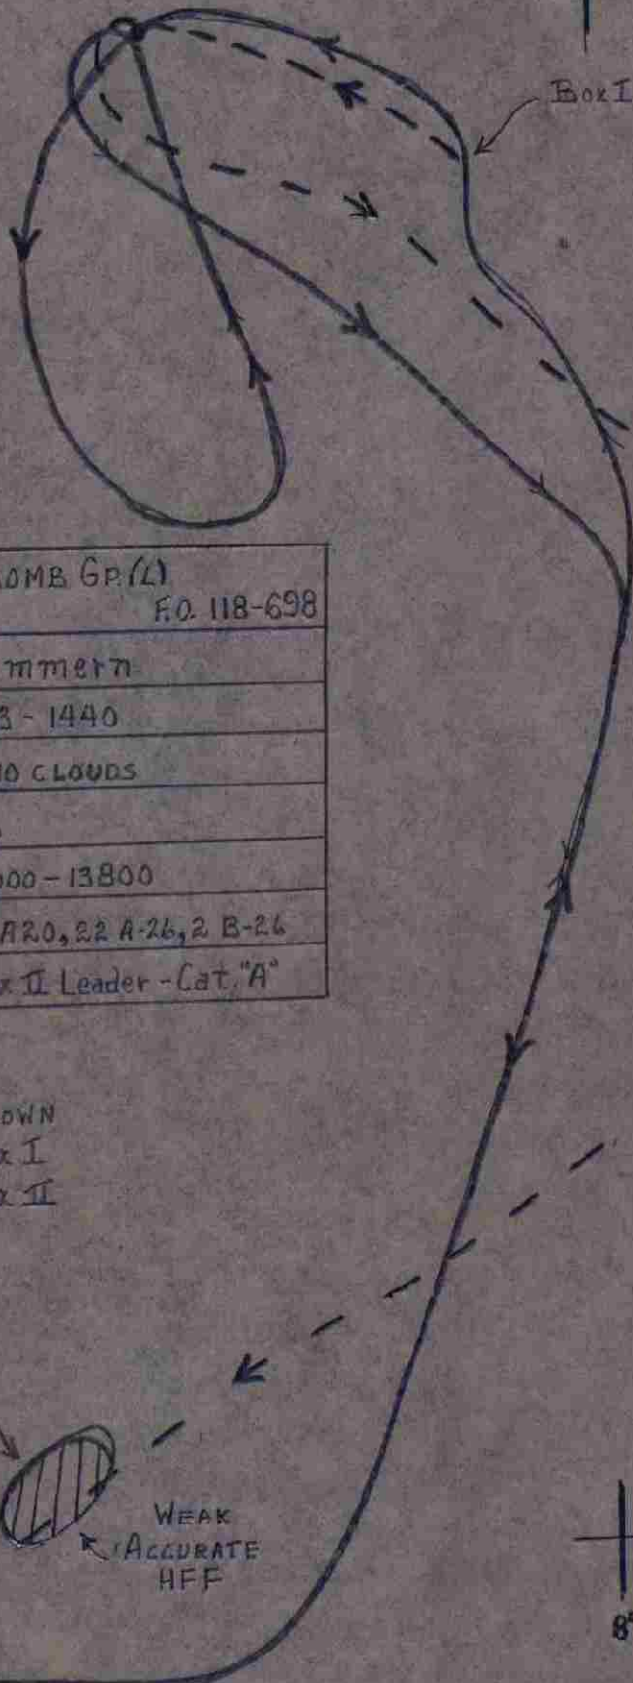 Box I
OMB GP.(L)
F.O. 118-698
mmern
3 - 1440
10 CLOUDS
00-13800
A20, 22 A-26, 2 B-26
x II Leader - Cat. "A"
OWN
x I
x II
WEAK
ACCURATE
HFF
8°